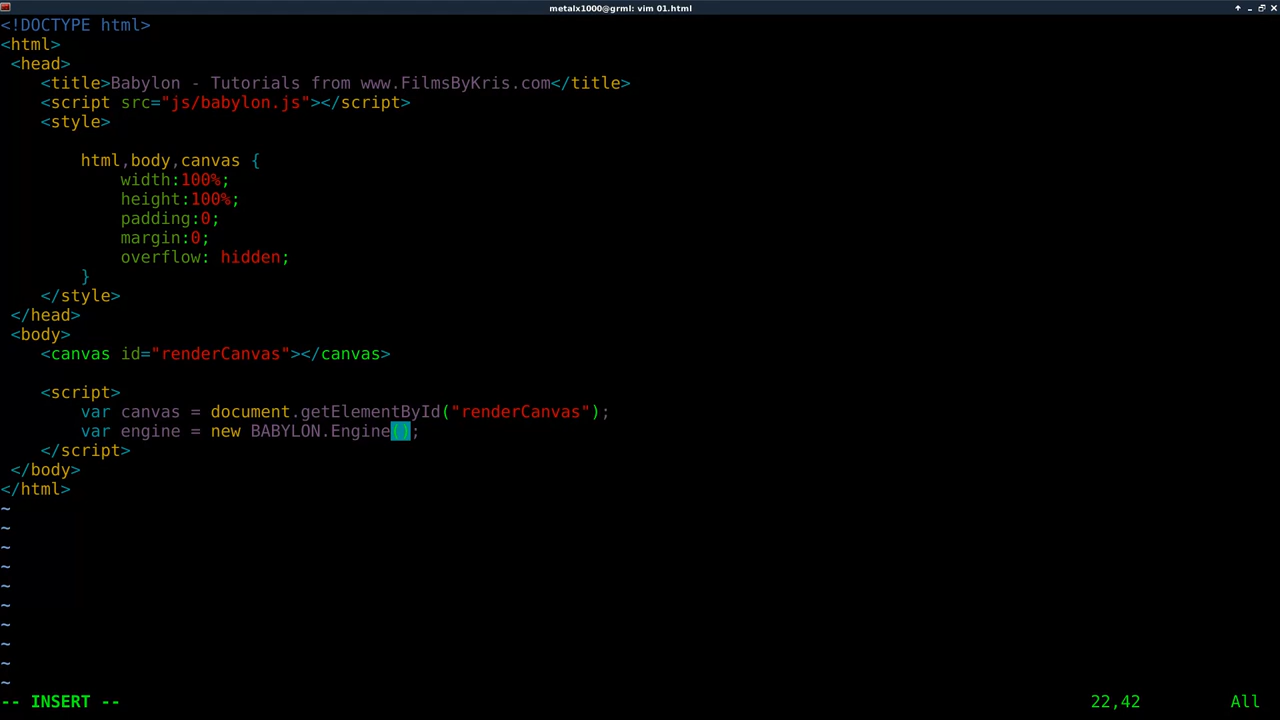 metalx1000@grml: vim 01.html
<!DOCTYPE html>
<html>
 <head>
    <title>Babylon - Tutorials from www.FilmsByKris.com</title>
    <script src="js/babylon.js"></script>
    <style>

        html,body,canvas {
            width:100%;
            height:100%;
            padding:0;
            margin:0;
            overflow: hidden;
        }
    </style>
 </head>
 <body>
    <canvas id="renderCanvas"></canvas>

    <script>
        var canvas = document.getElementById("renderCanvas");
        var engine = new BABYLON.Engine();
    </script>
 </body>
</html>
~
~
~
~
~
~
~
~
~
~
-- INSERT -- 22,42 All